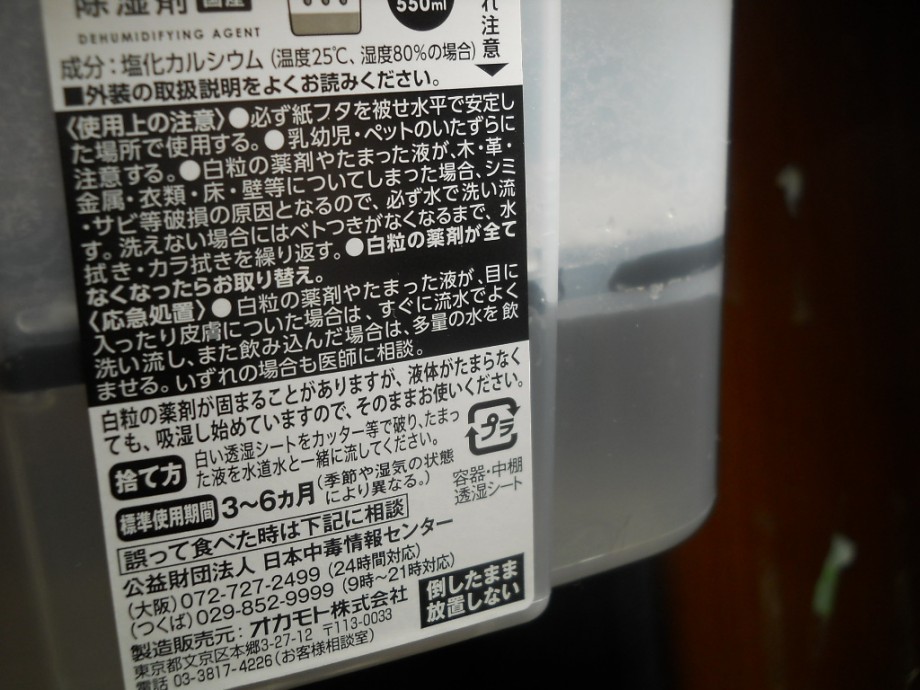 除湿剤
550ml
れ注意
DEHUMIDIFYING AGENT
成分：塩化カルシウム（温度25℃、湿度80%の場合）
■外装の取扱説明をよくお読みください。
〈使用上の注意〉●必ず紙フタを被せ水平で安定し
た場所で使用する。●乳幼児・ペットのいたずらに
注意する。●白粒の薬剤やたまった液が、木・革・
金属・衣類・床・壁等についてしまった場合、シミ
・サビ等破損の原因となるので、必ず水で洗い流
す。洗えない場合にはベトつきがなくなるまで、水
拭き・カラ拭きを繰り返す。●白粒の薬剤が全て
なくなったらお取り替え。
〈応急処置〉●白粒の薬剤やたまった液が、目に
入ったり皮膚についた場合は、すぐに流水でよく
洗い流し、また飲み込んだ場合は、多量の水を飲
ませる。いずれの場合も医師に相談。
白粒の薬剤が固まることがありますが、液体がたまらなく
ても、吸湿し始めていますので、そのままお使いください。
捨て方 白い透湿シートをカッター等で破り、たまっ
た液を水道水と一緒に流してください。
プラ
容器・中棚
透湿シート
標準使用期間 3〜6ヵ月（季節や湿気の状態
により異なる。）
誤って食べた時は下記に相談
公益財団法人 日本中毒情報センター
（大阪）072-727-2499（24時間対応）
（つくば）029-852-9999（9時〜21時対応）
製造販売元：オカモト株式会社
東京都文京区本郷3-27-12 〒113-0033
電話 03-3817-4226（お客様相談室）
倒したまま
放置しない